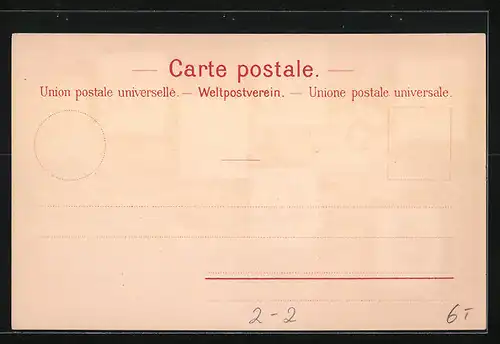 — Carte postale. —
Union postale universelle. — Weltpostverein. — Unione postale universale.
2-2 6T